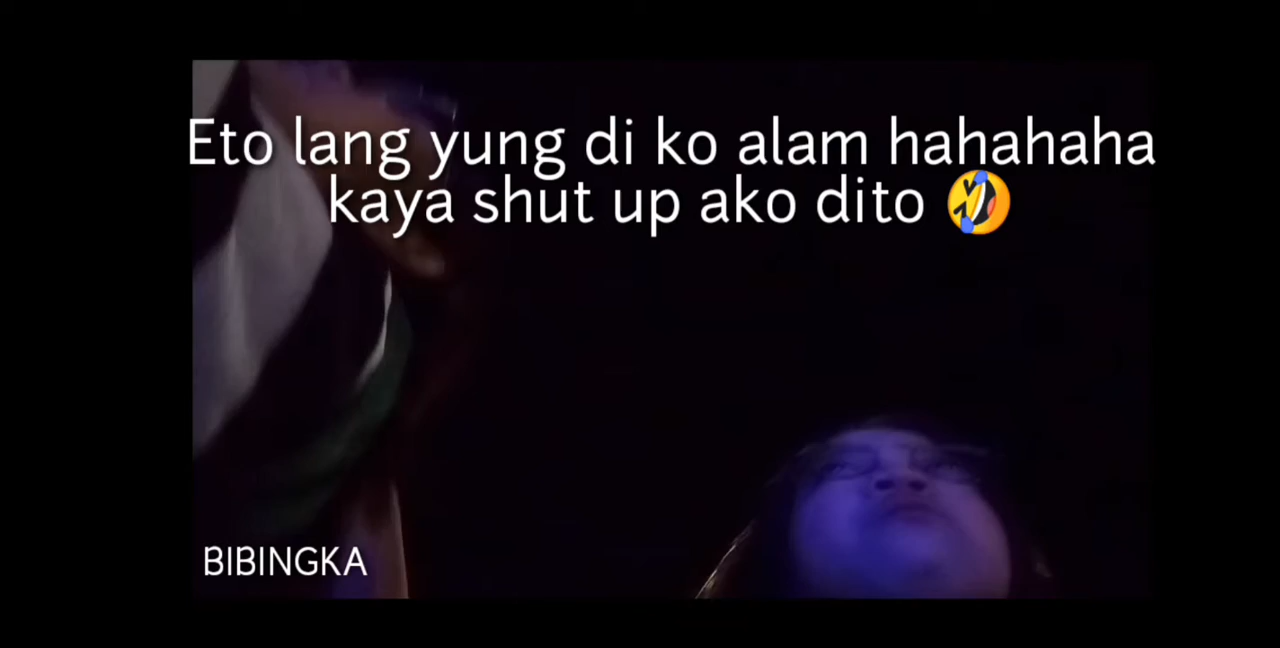 Eto lang yung di ko alam hahahaha
kaya shut up ako dito 🤣
BIBINGKA